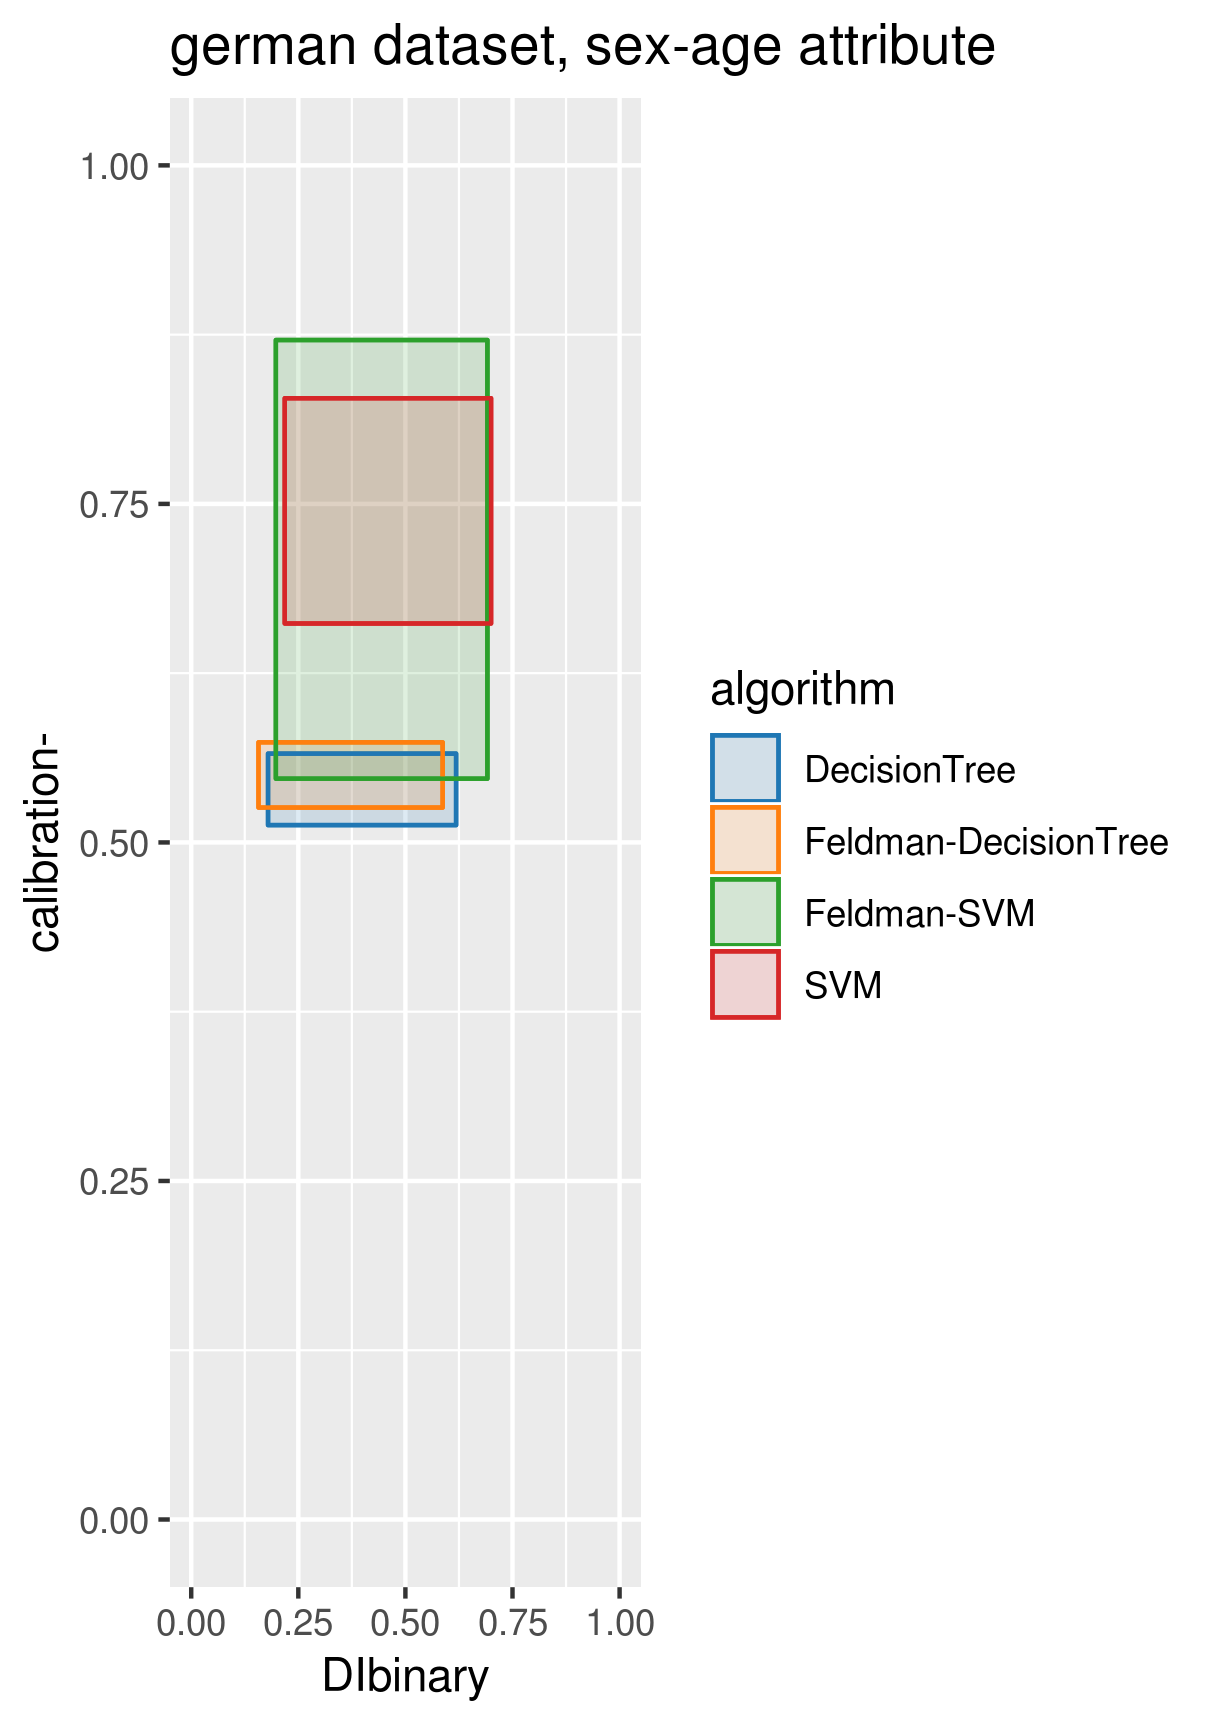 german dataset, sex-age attribute
1.00
0.75
0.50
0.25
0.00
calibration-
0.00 0.25 0.50 0.75 1.00
DIbinary
algorithm
DecisionTree
Feldman-DecisionTree
Feldman-SVM
SVM